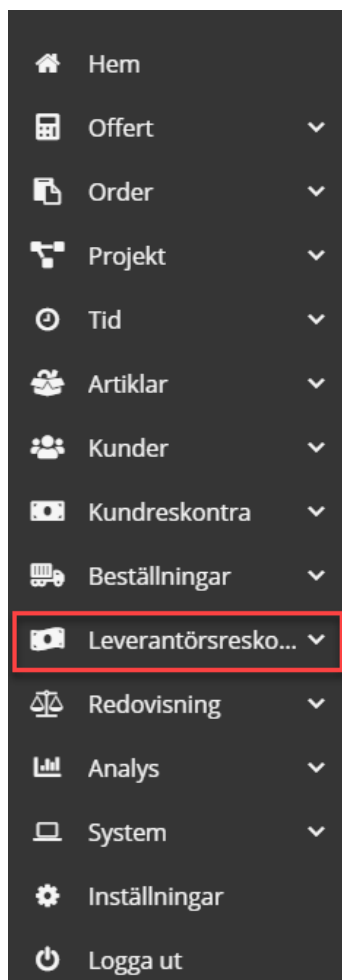 Hem
Offert
Order
Projekt
Tid
Artiklar
Kunder
Kundreskontra
Beställningar
Leverantörsresko...
Redovisning
Analys
System
Inställningar
Logga ut